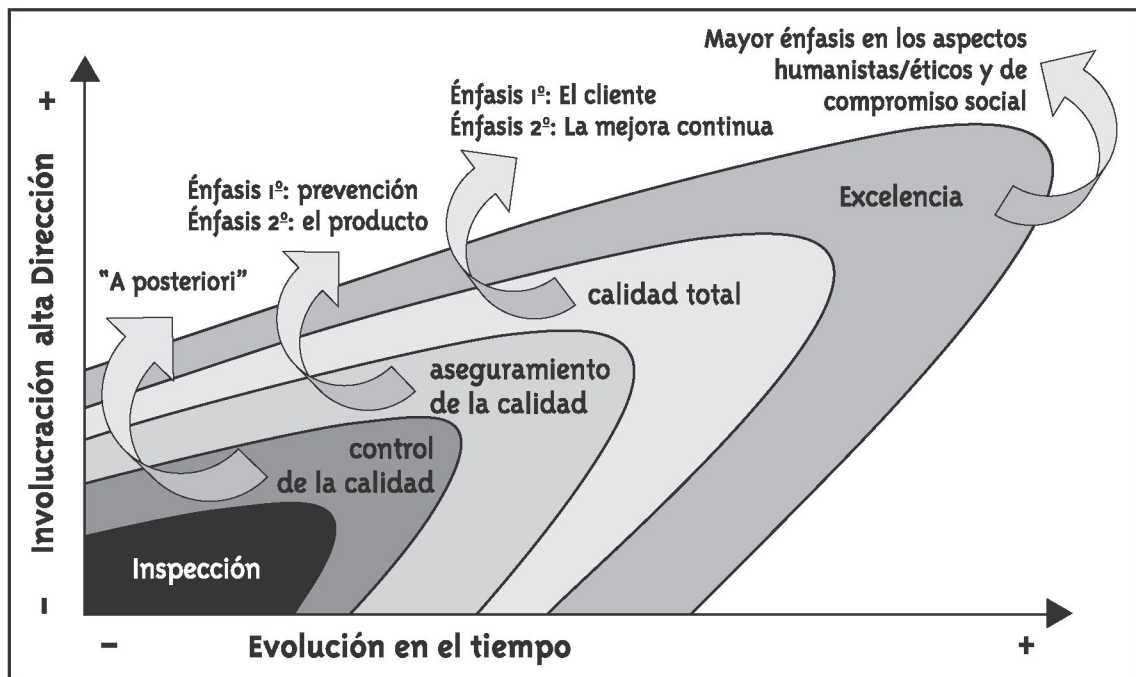 Mayor énfasis en los aspectos
humanistas/éticos y de
compromiso social
Énfasis 1º: El cliente
Énfasis 2º: La mejora continua
Énfasis 1º: prevención
Énfasis 2º: el producto
"A posteriori"
Excelencia
calidad total
aseguramiento
de la calidad
control
de la calidad
Inspección
+
Involucración alta Dirección
–
–
Evolución en el tiempo
+